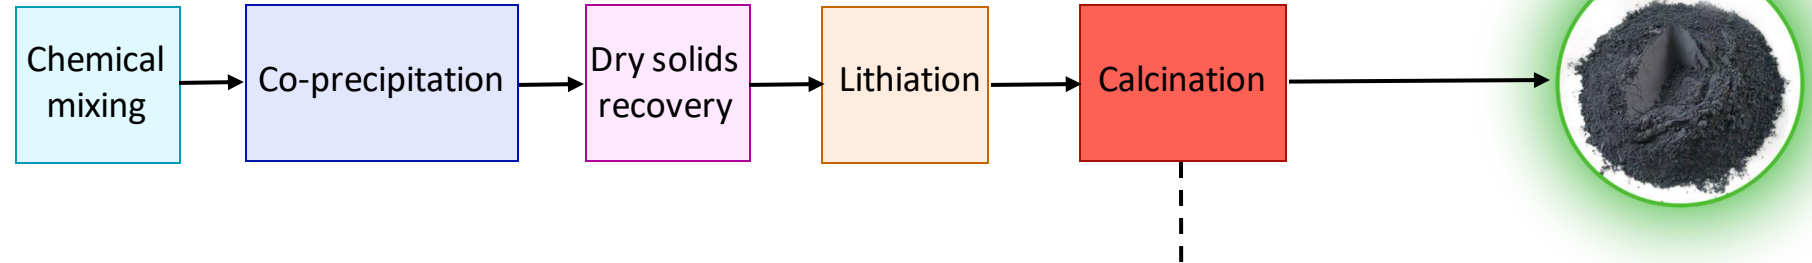 Chemical
mixing
Co-precipitation
Dry solids
recovery
Lithiation
Calcination